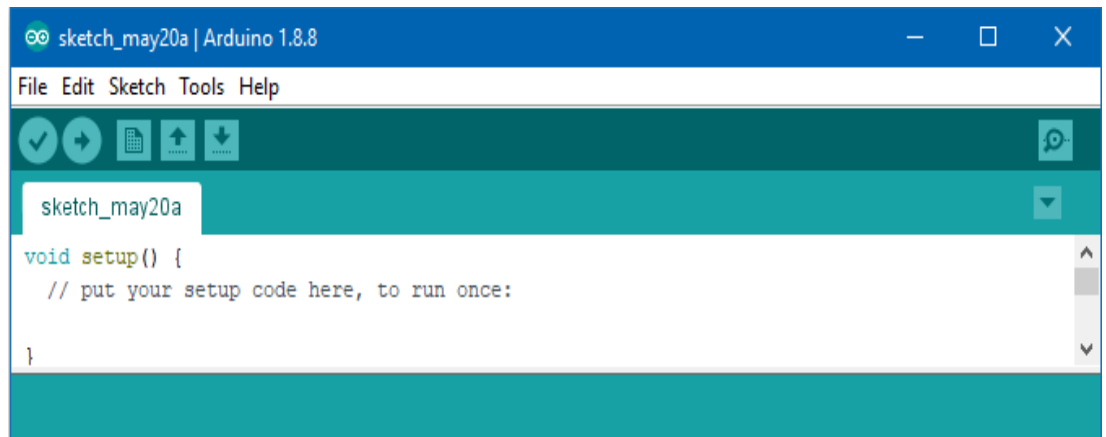 sketch_may20a | Arduino 1.8.8
File Edit Sketch Tools Help
sketch_may20a
void setup() {
  // put your setup code here, to run once:
}